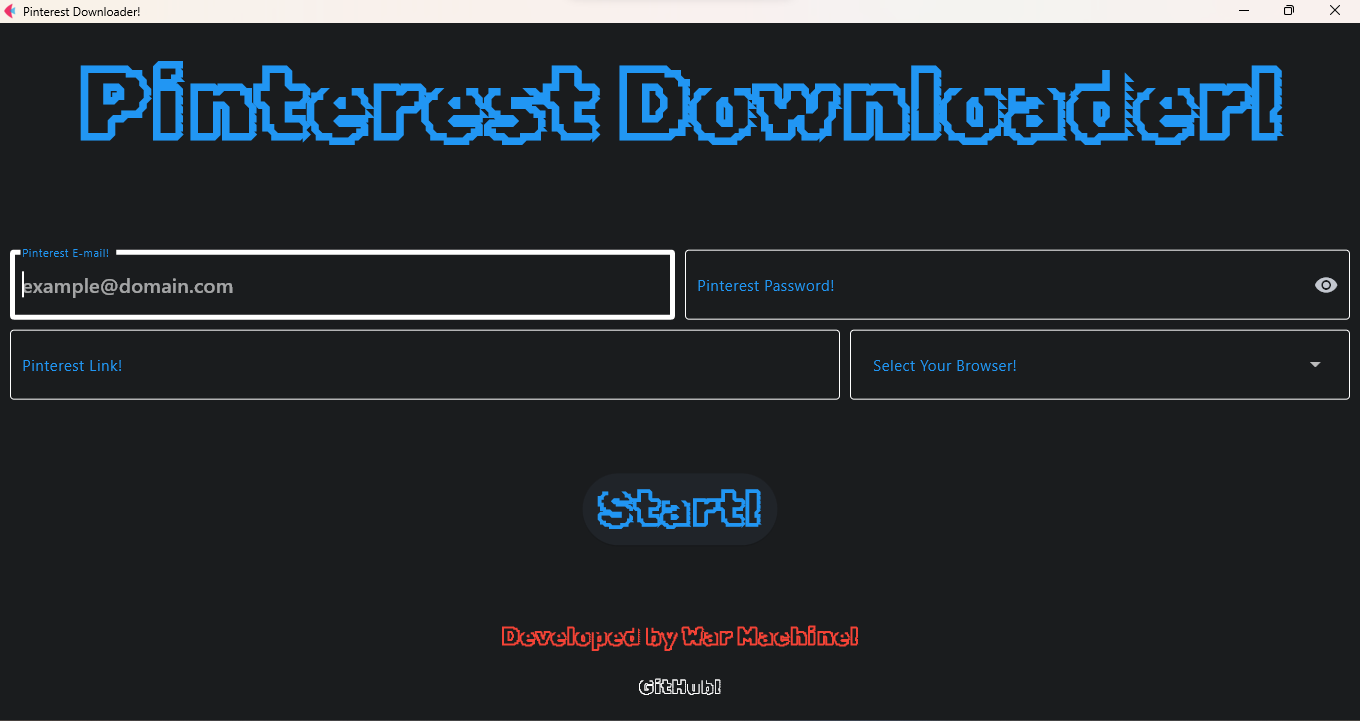 Pinterest Downloader!
Pinterest Downloader!
Pinterest E-mail!
example@domain.com
Pinterest Password!
Pinterest Link!
Select Your Browser!
Start!
Developed by War Machine!
GitHub!